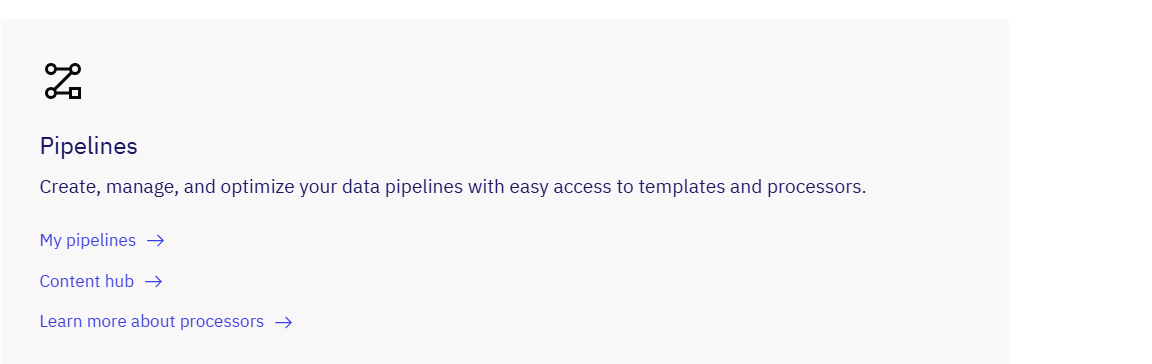 Pipelines
Create, manage, and optimize your data pipelines with easy access to templates and processors.
My pipelines
Content hub
Learn more about processors